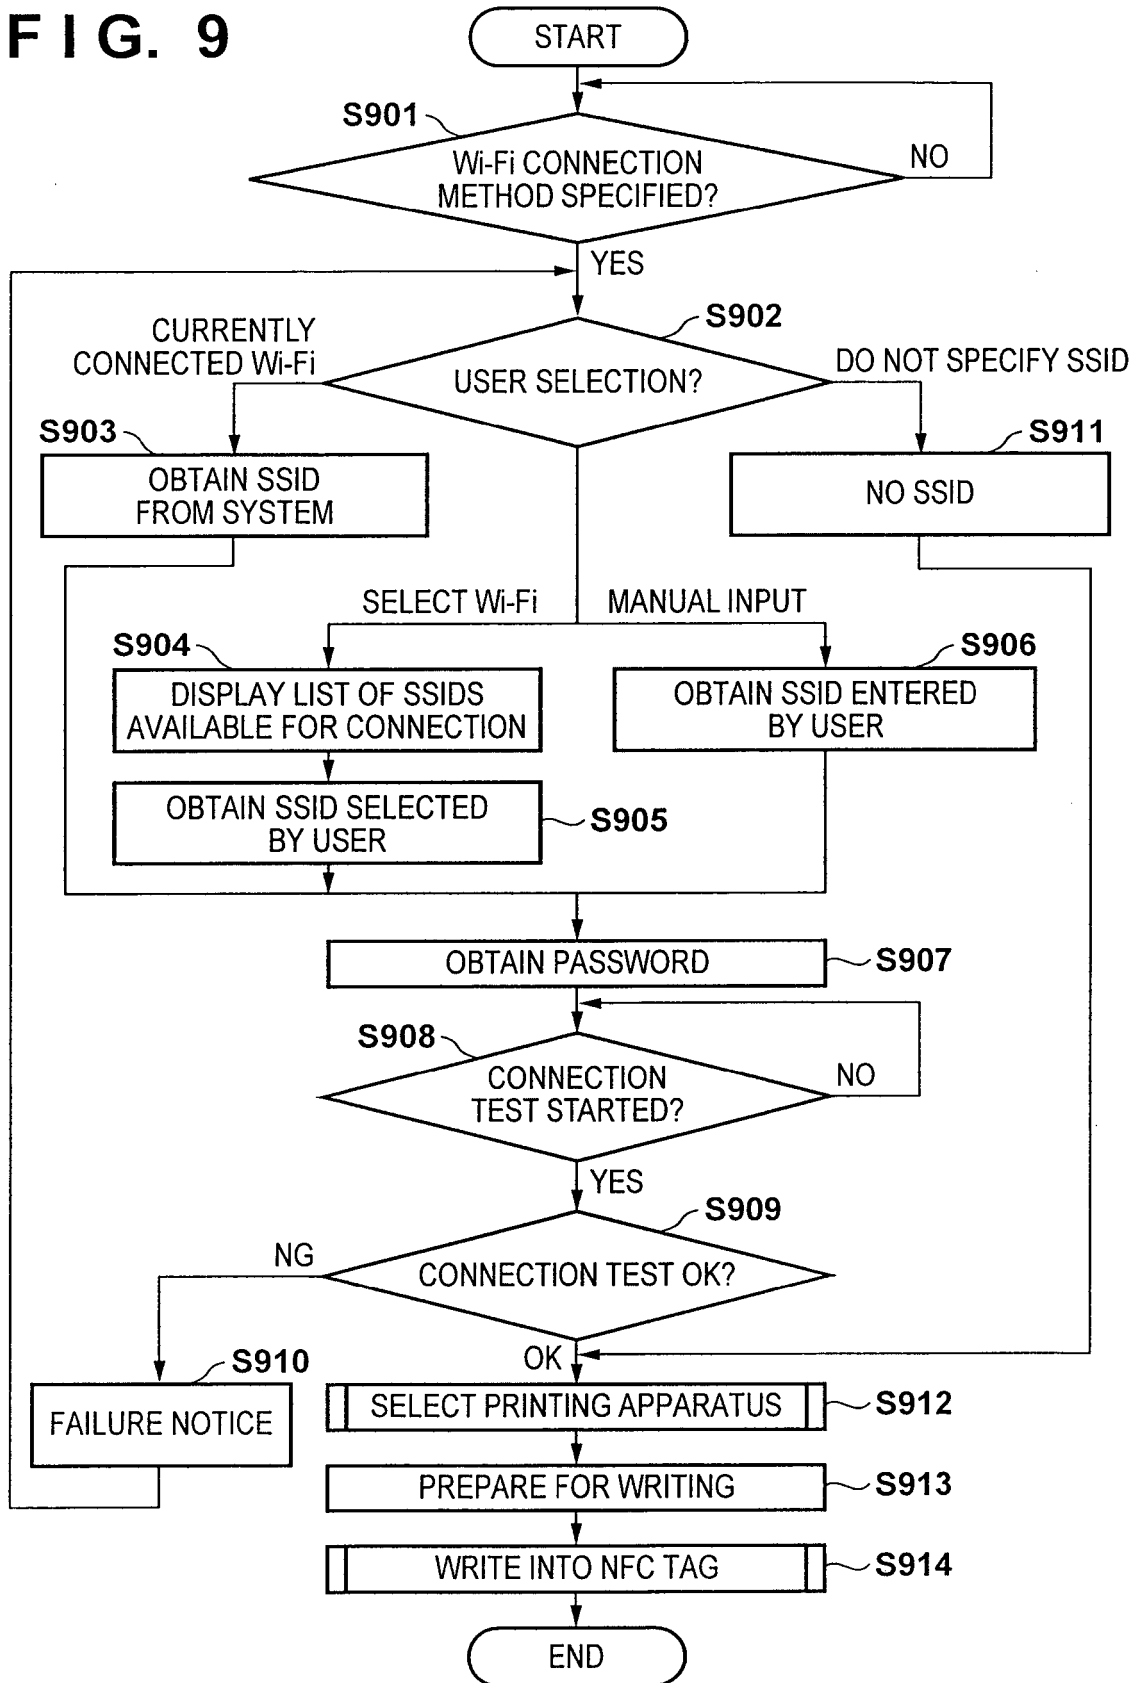 FIG. 9
START
S901
Wi-Fi CONNECTION
METHOD SPECIFIED?
NO
YES
S902
CURRENTLY
CONNECTED Wi-Fi
USER SELECTION?
DO NOT SPECIFY SSID
S903
OBTAIN SSID
FROM SYSTEM
S911
NO SSID
SELECT Wi-Fi
MANUAL INPUT
S904
DISPLAY LIST OF SSIDS
AVAILABLE FOR CONNECTION
S906
OBTAIN SSID ENTERED
BY USER
OBTAIN SSID SELECTED
BY USER
S905
OBTAIN PASSWORD
S907
S908
CONNECTION
TEST STARTED?
NO
YES
S909
NG
CONNECTION TEST OK?
OK
S910
FAILURE NOTICE
SELECT PRINTING APPARATUS
S912
PREPARE FOR WRITING
S913
WRITE INTO NFC TAG
S914
END